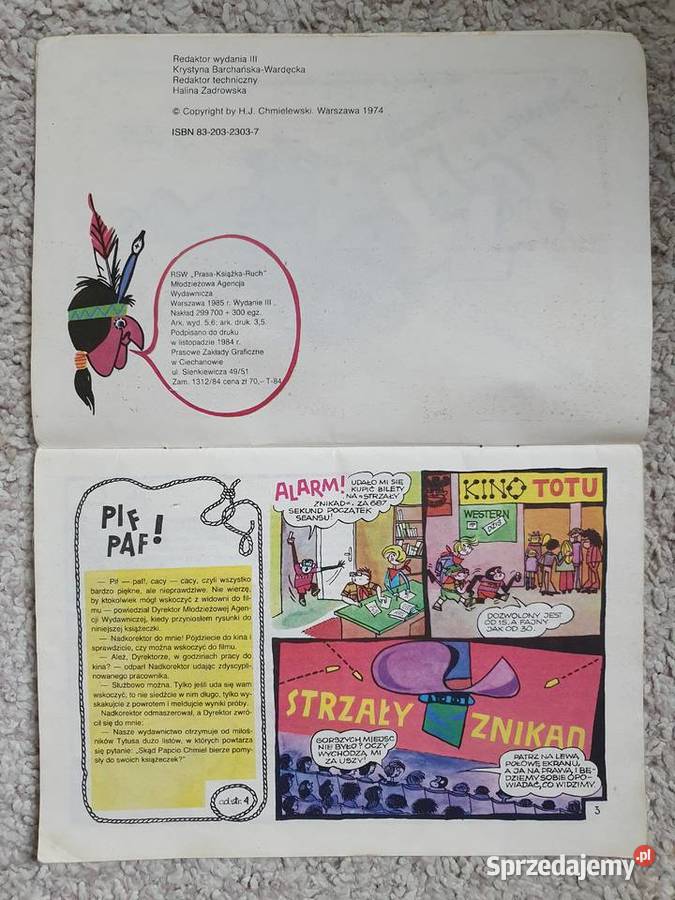 Redaktor wydania III
Krystyna Barchańska-Wardęcka
Redaktor techniczny
Halina Zadrowska
© Copyright by H.J. Chmielewski. Warszawa 1974
ISBN 83-203-2303-7
RSW „Prasa-Książka-Ruch"
Młodzieżowa Agencja
Wydawnicza
Warszawa 1985 r. Wydanie III
Nakład 299 700 + 300 egz.
Ark. wyd. 5,6; ark. druk. 3,5.
Podpisano do druku
w listopadzie 1984 r.
Prasowe Zakłady Graficzne
w Ciechanowie
ul. Sienkiewicza 49/51
Zam. 1312/84 cena zł 70,– T-84
PIF
PAF!
— Pif — paf!, cacy — cacy, czyli wszystko
bardzo piękne, ale nieprawdziwe. Nie wierzę,
by ktokolwiek mógł wskoczyć z widowni do fil-
mu — powiedział Dyrektor Młodzieżowej Agen-
cji Wydawniczej, kiedy przyniosłem rysunki do
niniejszej książeczki.
— Nadkorektor do mnie! Pójdziecie do kina i
sprawdzicie, czy można wskoczyć do filmu.
— Ależ, Dyrektorze, w godzinach pracy do
kina? — odparł Nadkorektor udając zdyscypli-
nowanego pracownika.
— Służbowo można. Tylko jeśli uda się wam
wskoczyć, to nie siedźcie w nim długo, tylko wy-
skakujcie z powrotem i meldujcie wyniki próby.
Nadkorektor odmaszerował, a Dyrektor zwró-
cił się do mnie:
— Nasze wydawnictwo otrzymuje od miłoś-
ników Tytusa dużo listów, w których powtarza
się pytanie: „Skąd Papcio Chmiel bierze pomy-
sły do swoich książeczek?"
cd. str. 4
ALARM!
UDAŁO MI SIĘ
KUPIĆ BILETY
NA «STRZAŁY
ZNIKĄD». ZA 687
SEKUND POCZĄTEK
SEANSU!
KINO TOTU
WESTERN
DZIŚ
DOZWOLONY JEST
OD 15, A FAJNY
JAK OD 30.
STRZAŁY
ZNIKĄD
GORSZYCH MIEJSC
NIE BYŁO? OCZY
WYCHODZĄ MI
ZA USZY!
PATRZ NA LEWĄ
POŁOWĘ EKRANU,
A JA NA PRAWĄ I BĘ-
DZIEMY SOBIE OPO-
WIADAĆ, CO WIDZIMY.
3
Sprzedajemy.pl